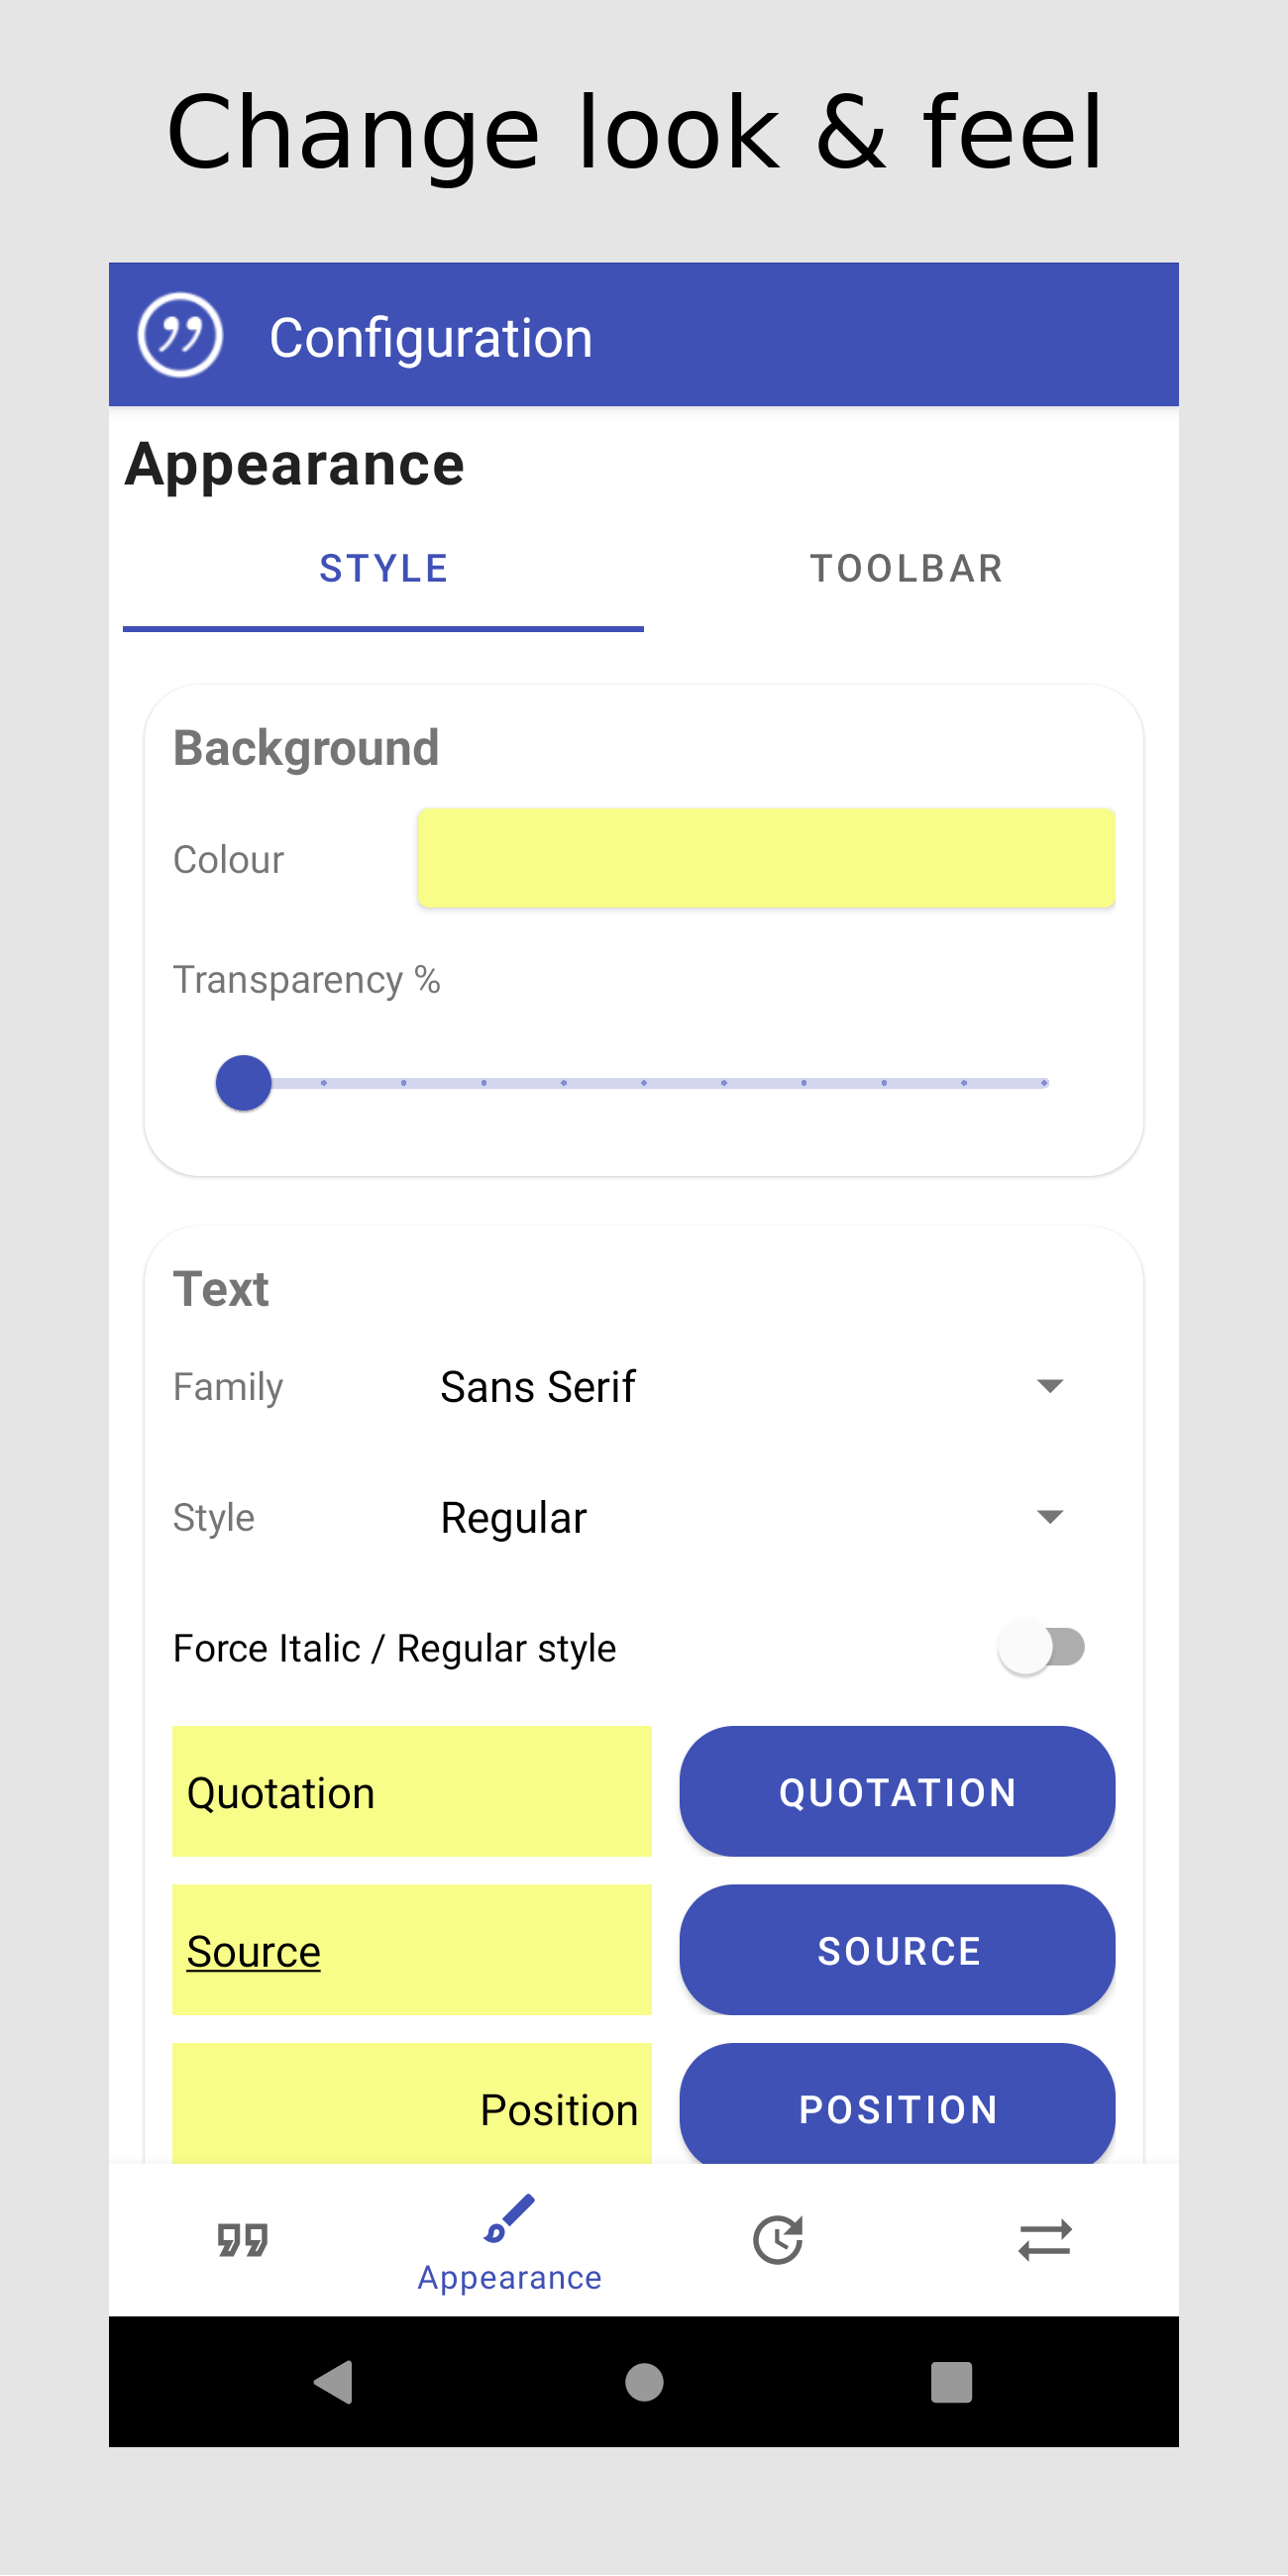 Change look & feel
Configuration
Appearance
STYLE
TOOLBAR
Background
Colour
Transparency %
Text
Family
Sans Serif
Style
Regular
Force Italic / Regular style
Quotation
QUOTATION
Source
SOURCE
Position
POSITION
Appearance